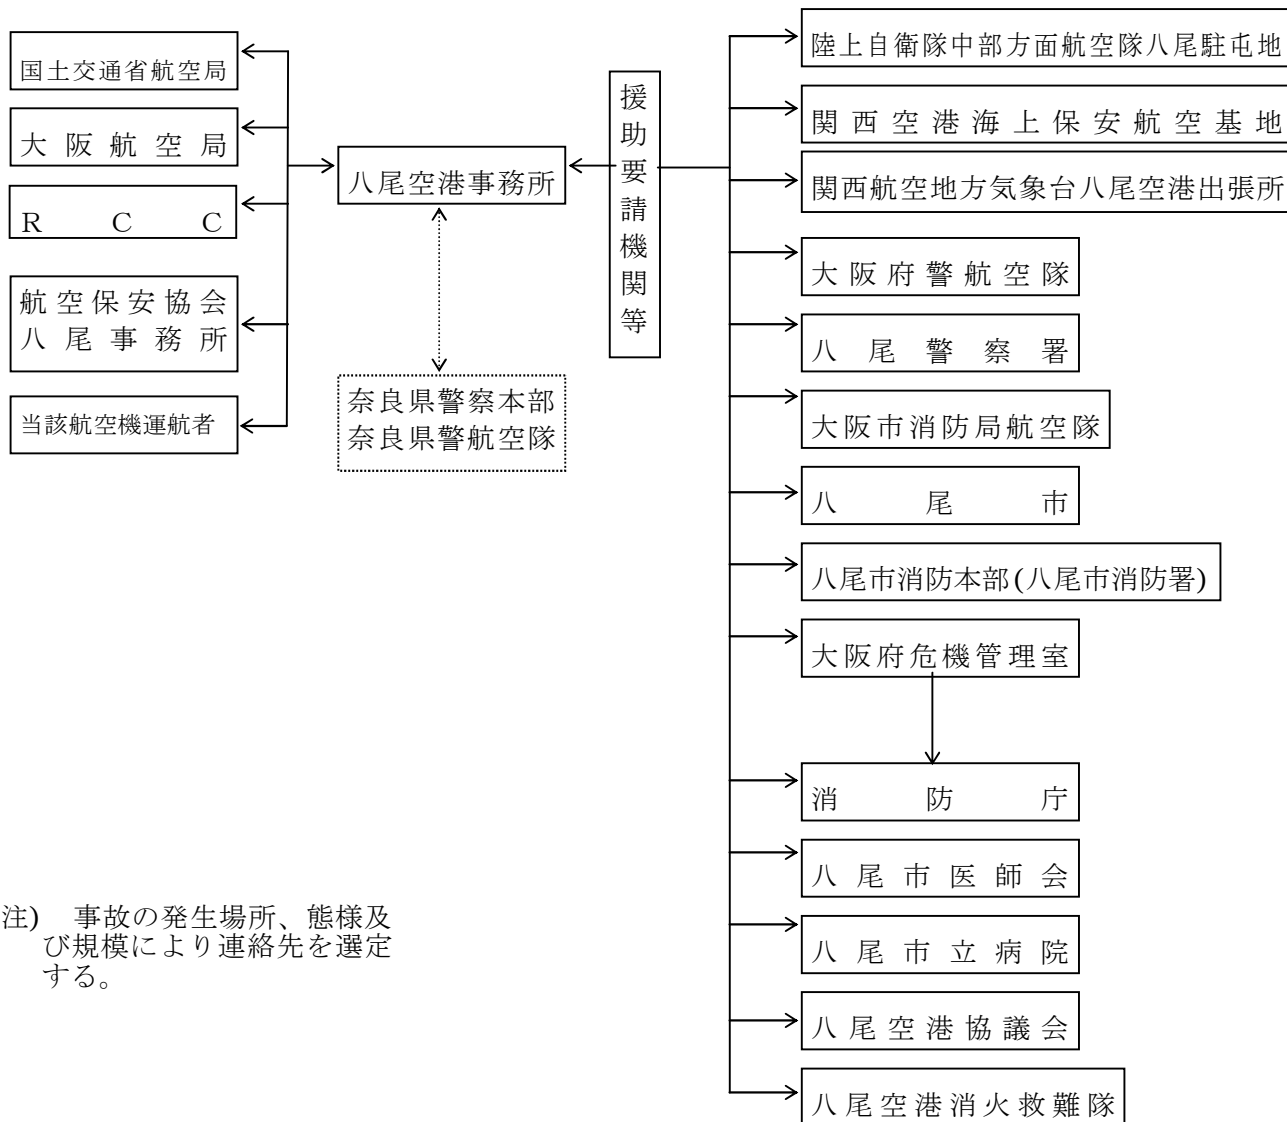 国土交通省航空局
大阪航空局
RCC
航空保安協会
八尾事務所
当該航空機運航者
八尾空港事務所
奈良県警察本部
奈良県警航空隊
援助要請機関等
陸上自衛隊中部方面航空隊八尾駐屯地
関西空港海上保安航空基地
関西航空地方気象台八尾空港出張所
大阪府警航空隊
八尾警察署
大阪市消防局航空隊
八尾市
八尾市消防本部(八尾市消防署)
大阪府危機管理室
消防庁
八尾市医師会
八尾市立病院
八尾空港協議会
八尾空港消火救難隊
注) 事故の発生場所、態様及
び規模により連絡先を選定
する。